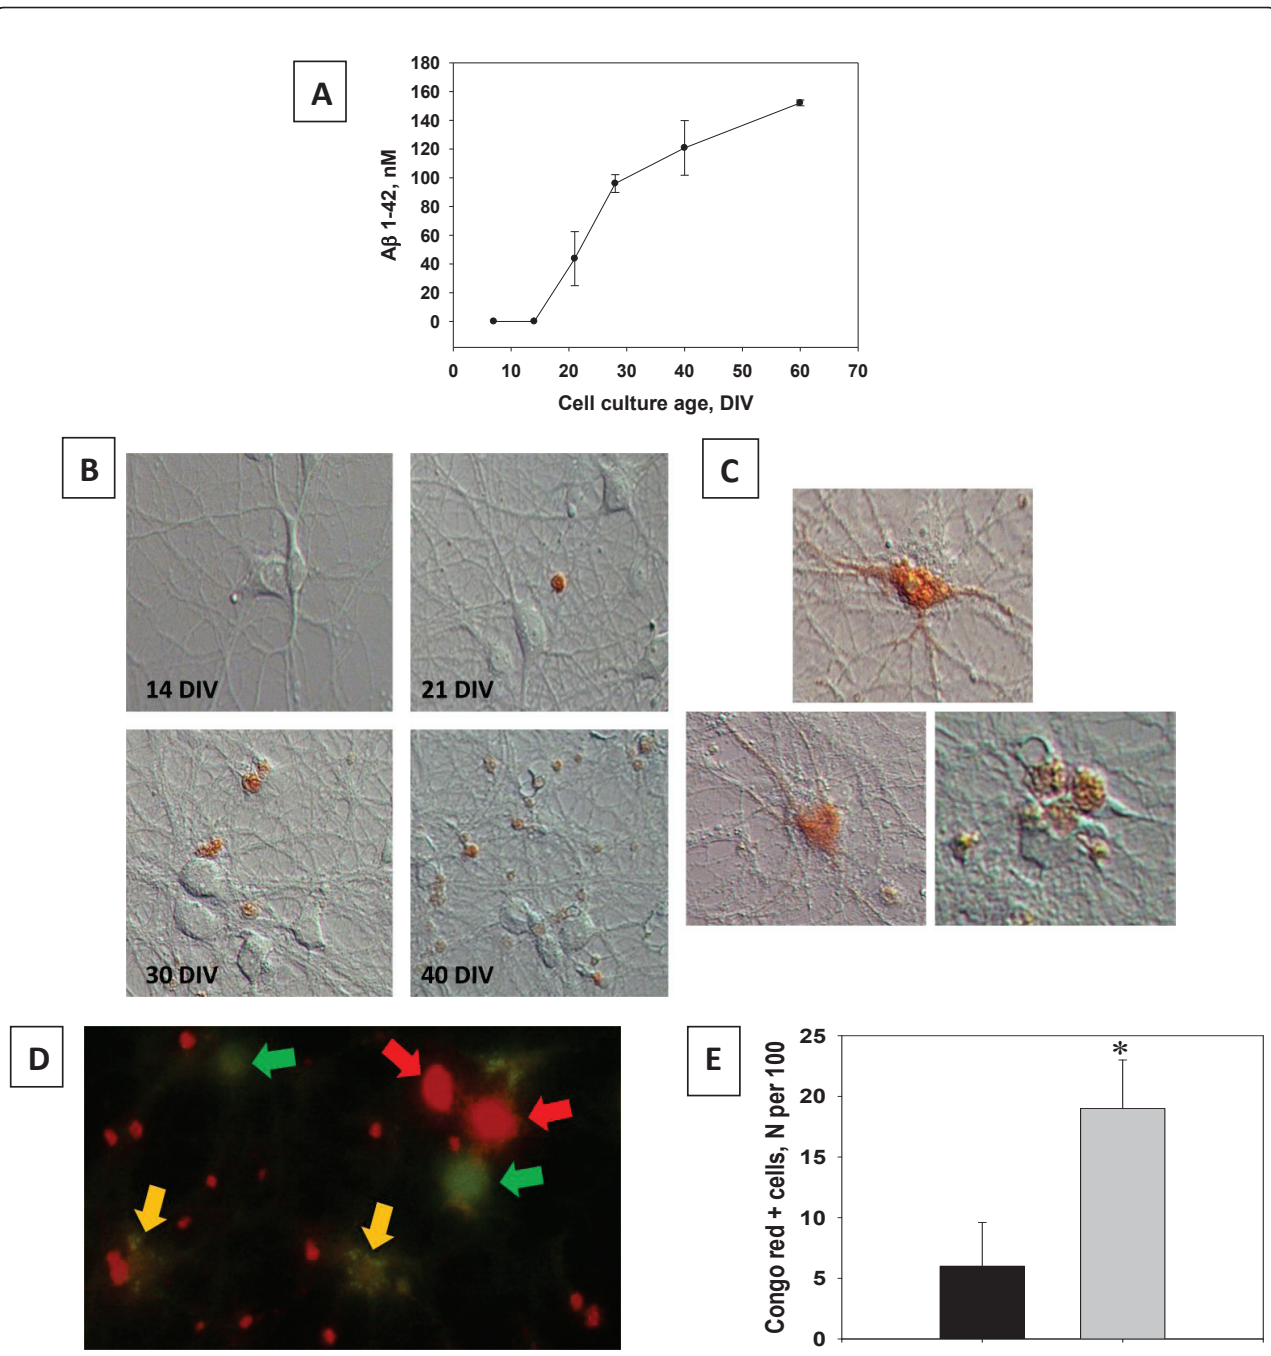 A
180
160
140
120
100
80
60
40
20
0
Aβ 1-42, nM
0 10 20 30 40 50 60 70
Cell culture age, DIV
B
14 DIV
21 DIV
30 DIV
40 DIV
C
D
E
25
20
15
10
5
0
Congo red + cells, N per 100
*